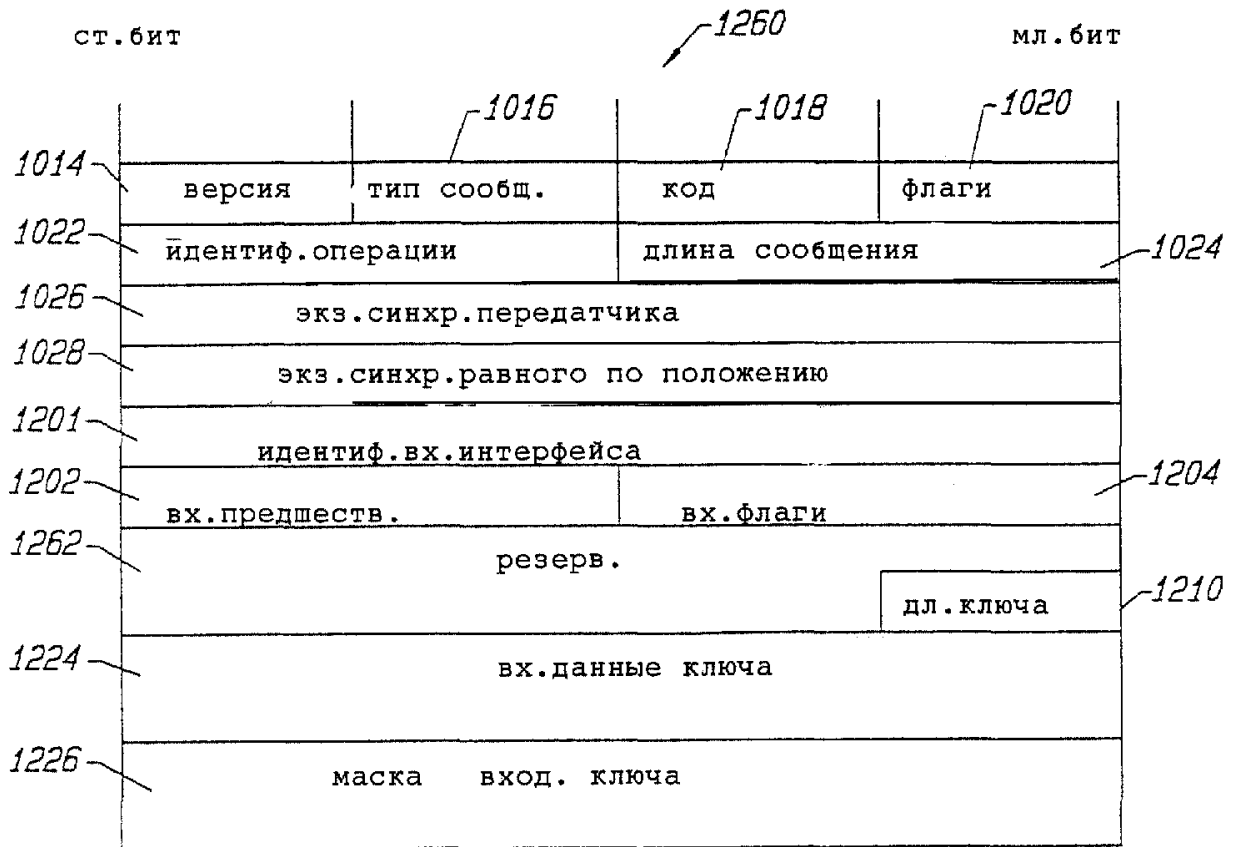 ст.бит 1260 мл.бит
1016 1018 1020
1014 версия тип сообщ. код флаги
1022 идентиф.операции длина сообщения 1024
1026 экз.синхр.передатчика
1028 экз.синхр.равного по положению
1201 идентиф.вх.интерфейса
1202 вх.предшеств. вх.флаги 1204
1262 резерв.
дл.ключа 1210
1224 вх.данные ключа
1226 маска вход. ключа